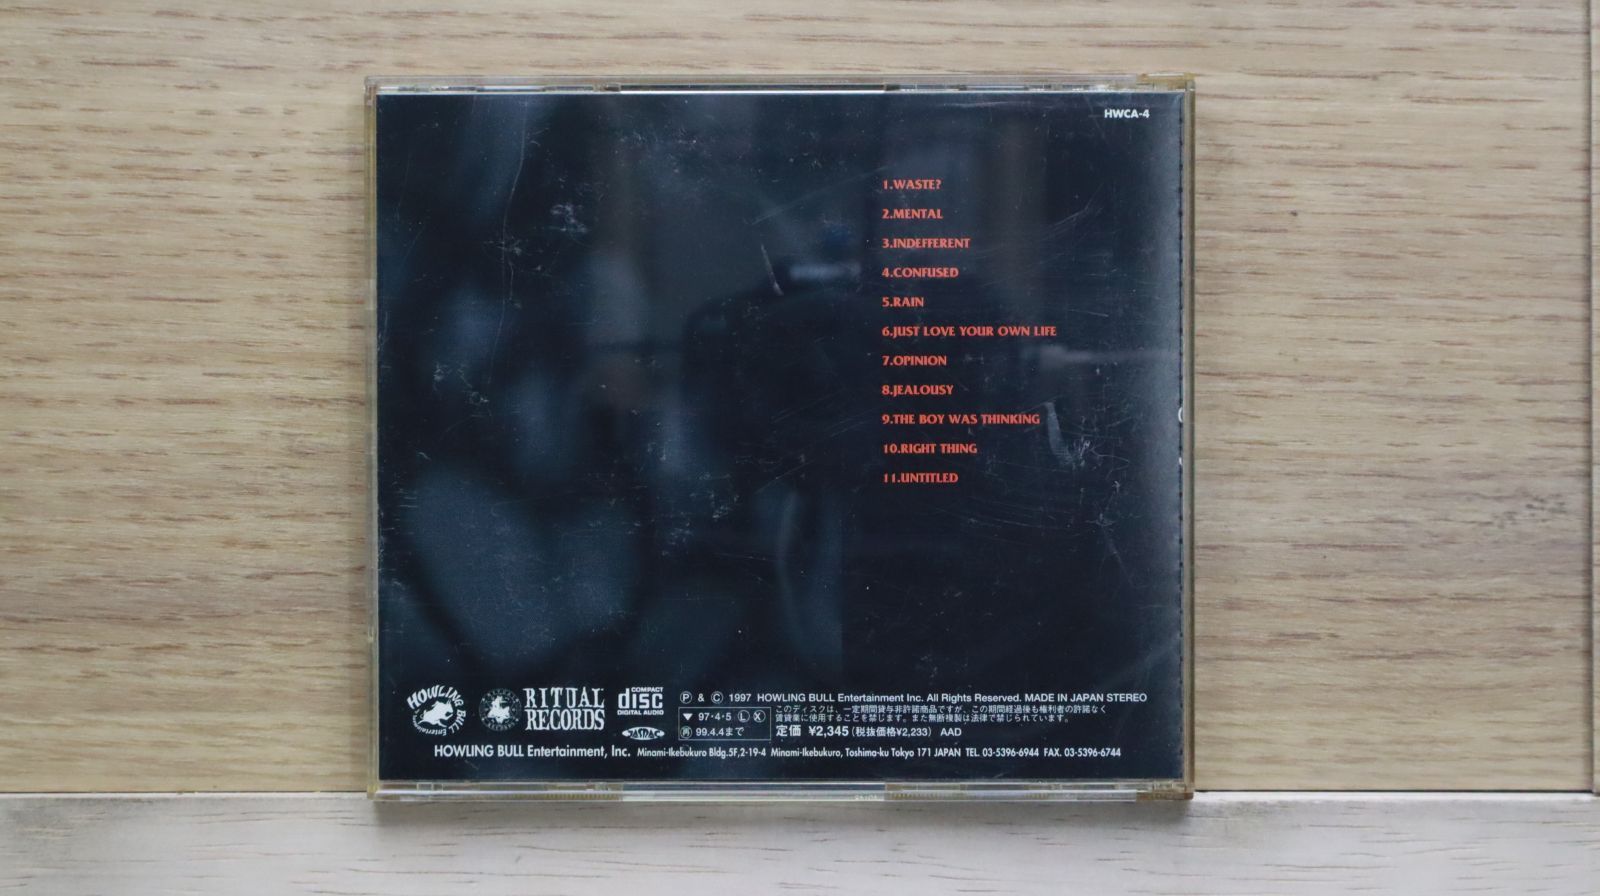 HWCA-4
1.WASTE?
2.MENTAL
3.INDEFFERENT
4.CONFUSED
5.RAIN
6.JUST LOVE YOUR OWN LIFE
7.OPINION
8.JEALOUSY
9.THE BOY WAS THINKING
10.RIGHT THING
11.UNTITLED
HOWLING BULL Entertainment
RITUAL
RECORDS
COMPACT
disc
DIGITAL AUDIO
JASRAC
Ⓟ & Ⓒ 1997 HOWLING BULL Entertainment Inc. All Rights Reserved. MADE IN JAPAN STEREO
▼ 97·4·5 Ⓛ Ⓧ
㊢ 99.4.4まで
このディスクは、一定期間貸与非許諾商品ですが、この期間経過後も権利者の許諾なく
賃貸業に使用することを禁じます。また無断複製は法律で禁じられています。
定価 ¥2,345(税抜価格¥2,233) AAD
HOWLING BULL Entertainment, Inc. Minami-Ikebukuro Bldg.5F,2-19-4 Minami-Ikebukuro, Toshima-ku Tokyo 171 JAPAN TEL. 03-5396-6944 FAX. 03-5396-6744